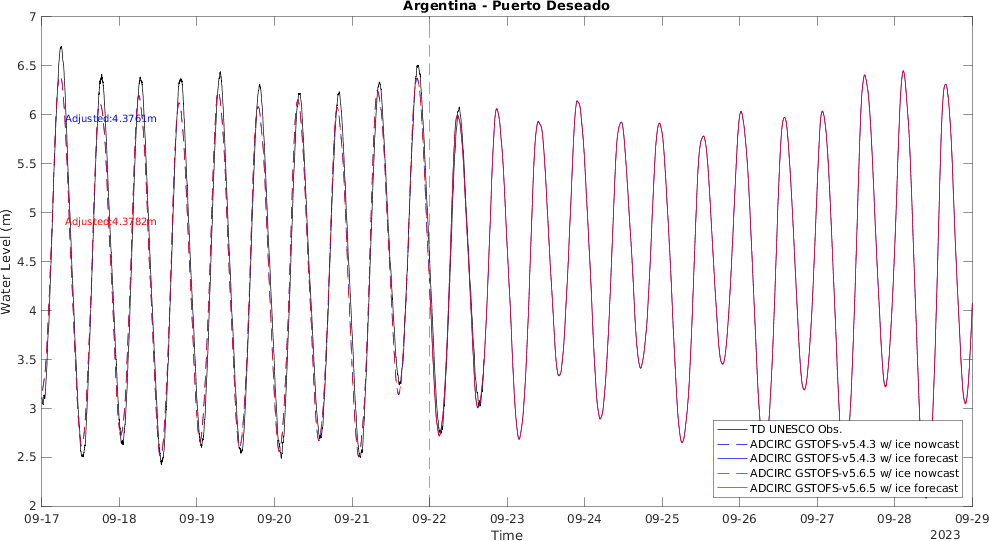 Argentina - Puerto Deseado
7
6.5
6
5.5
5
4.5
4
3.5
3
2.5
2
Water Level (m)
Adjusted:4.3761m
Adjusted:4.3782m
TD UNESCO Obs.
ADCIRC GSTOFS-v5.4.3 w/ ice nowcast
ADCIRC GSTOFS-v5.4.3 w/ ice forecast
ADCIRC GSTOFS-v5.6.5 w/ ice nowcast
ADCIRC GSTOFS-v5.6.5 w/ ice forecast
09-17 09-18 09-19 09-20 09-21 09-22 09-23 09-24 09-25 09-26 09-27 09-28 09-29
Time
2023